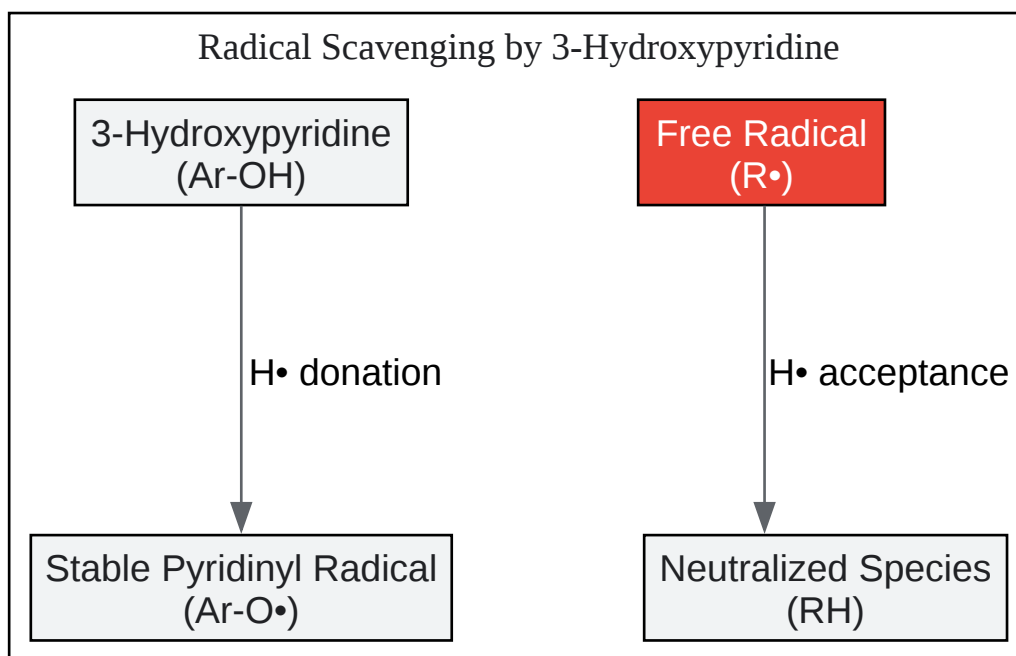 Radical Scavenging by 3-Hydroxypyridine
3-Hydroxypyridine
(Ar-OH)
Free Radical
(R•)
H• donation
H• acceptance
Stable Pyridinyl Radical
(Ar-O•)
Neutralized Species
(RH)